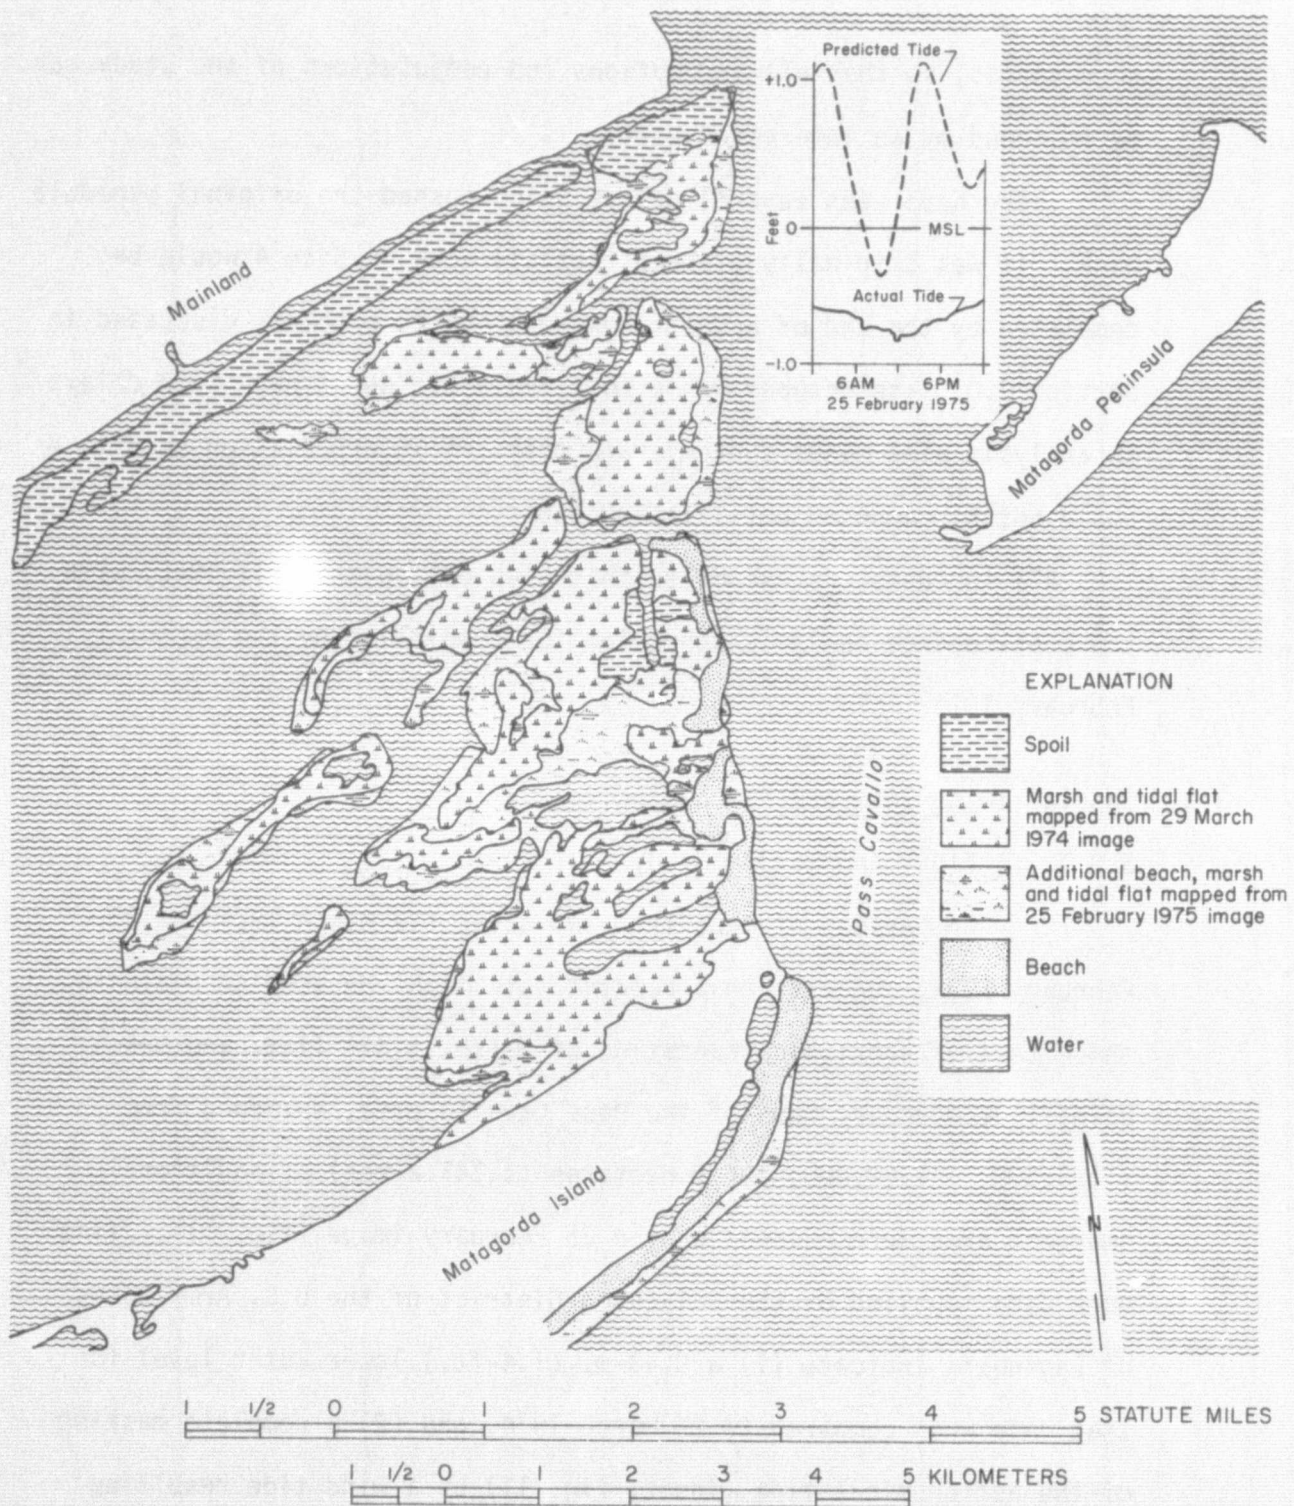 Predicted Tide
+1.0
Feet
0
MSL
Actual Tide
-1.0
6AM 6PM
25 February 1975
Mainland
Matagorda Peninsula
Pass Cavallo
Matagorda Island
EXPLANATION
Spoil
Marsh and tidal flat
mapped from 29 March
1974 image
Additional beach, marsh
and tidal flat mapped from
25 February 1975 image
Beach
Water
N
1 1/2 0 1 2 3 4 5 STATUTE MILES
1 1/2 0 1 2 3 4 5 KILOMETERS